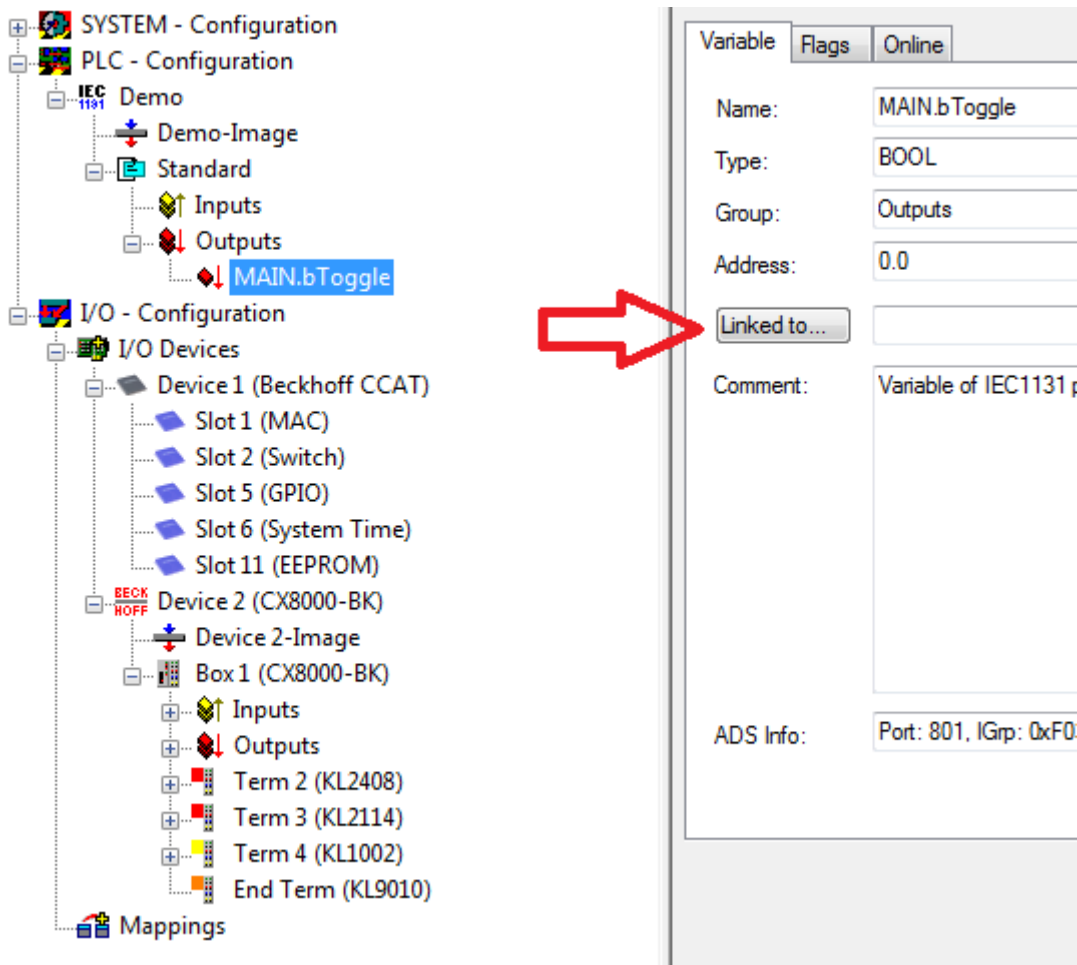 SYSTEM - Configuration
PLC - Configuration
IEC
1131
Demo
Demo-Image
Standard
Inputs
Outputs
MAIN.bToggle
I/O - Configuration
I/O Devices
Device 1 (Beckhoff CCAT)
Slot 1 (MAC)
Slot 2 (Switch)
Slot 5 (GPIO)
Slot 6 (System Time)
Slot 11 (EEPROM)
BECK
HOFF
Device 2 (CX8000-BK)
Device 2-Image
Box 1 (CX8000-BK)
Inputs
Outputs
Term 2 (KL2408)
Term 3 (KL2114)
Term 4 (KL1002)
End Term (KL9010)
Mappings
Variable Flags Online
Name: MAIN.bToggle
Type: BOOL
Group: Outputs
Address: 0.0
Linked to...
Comment: Variable of IEC1131
ADS Info: Port: 801, IGrp: